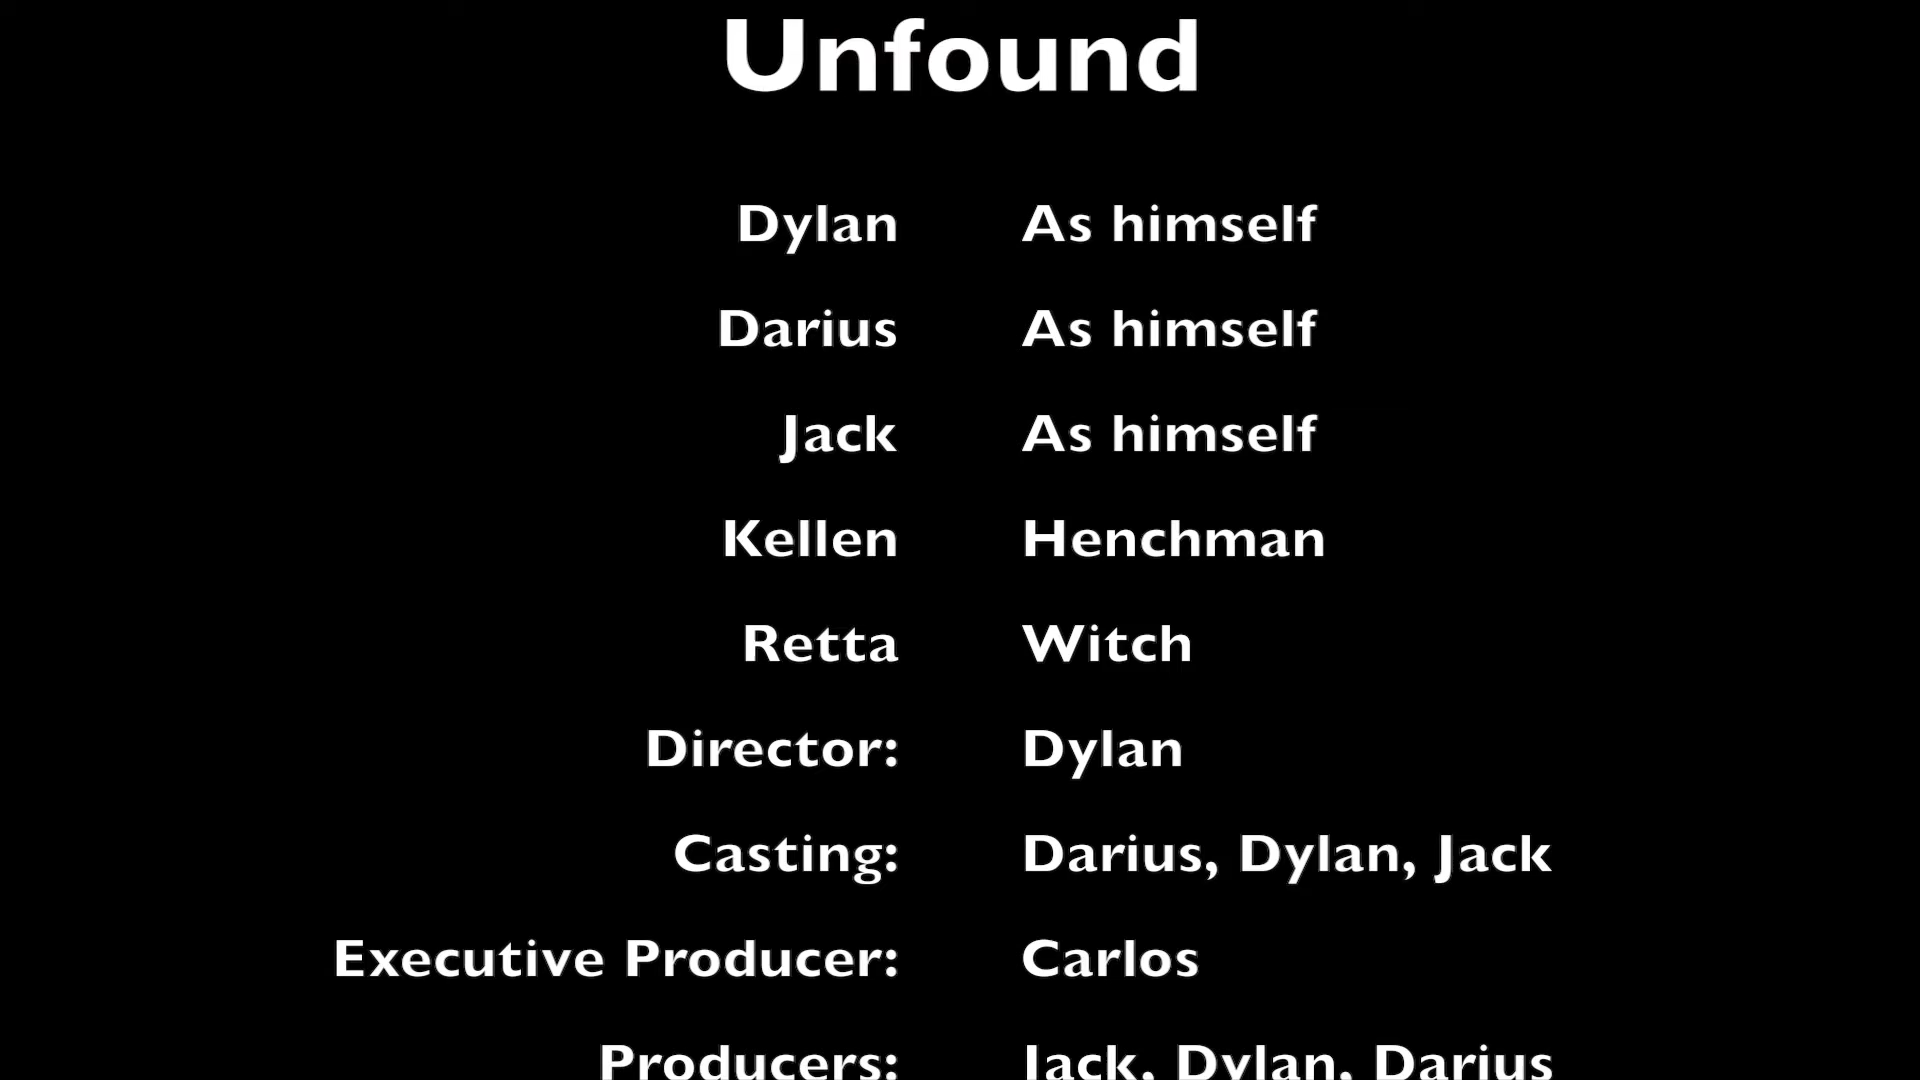 Unfound
Dylan As himself
Darius As himself
Jack As himself
Kellen Henchman
Retta Witch
Director: Dylan
Casting: Darius, Dylan, Jack
Executive Producer: Carlos
Producers: Jack, Dylan, Darius